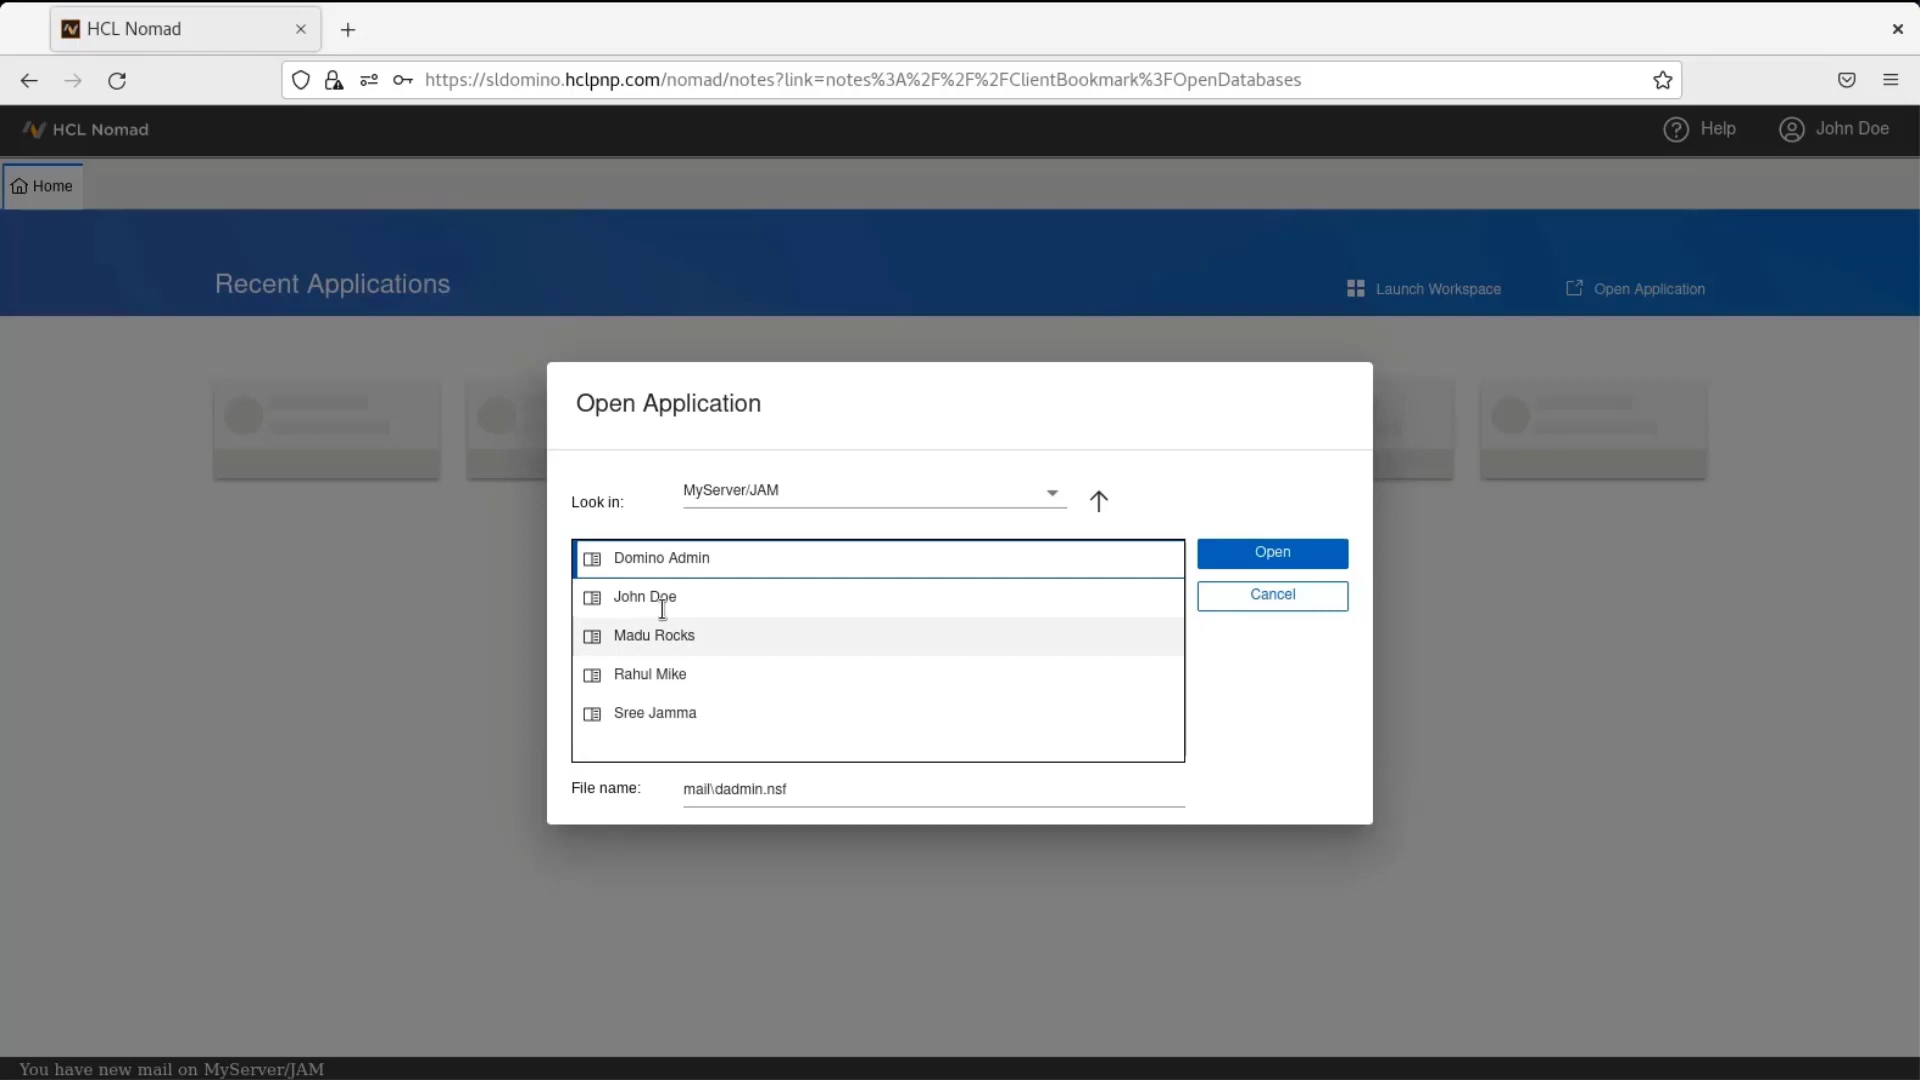 HCL Nomad
https://sldomino.hclpnp.com/nomad/notes?link=notes%3A%2F%2F%2FClientBookmark%3FOpenDatabases
HCL Nomad
Help
John Doe
Home
Recent Applications
Launch Workspace
Open Application
Open Application
Look in:
MyServer/JAM
Domino Admin
John Doe
Madu Rocks
Rahul Mike
Sree Jamma
Open
Cancel
File name:
mail\dadmin.nsf
You have new mail on MyServer/JAM